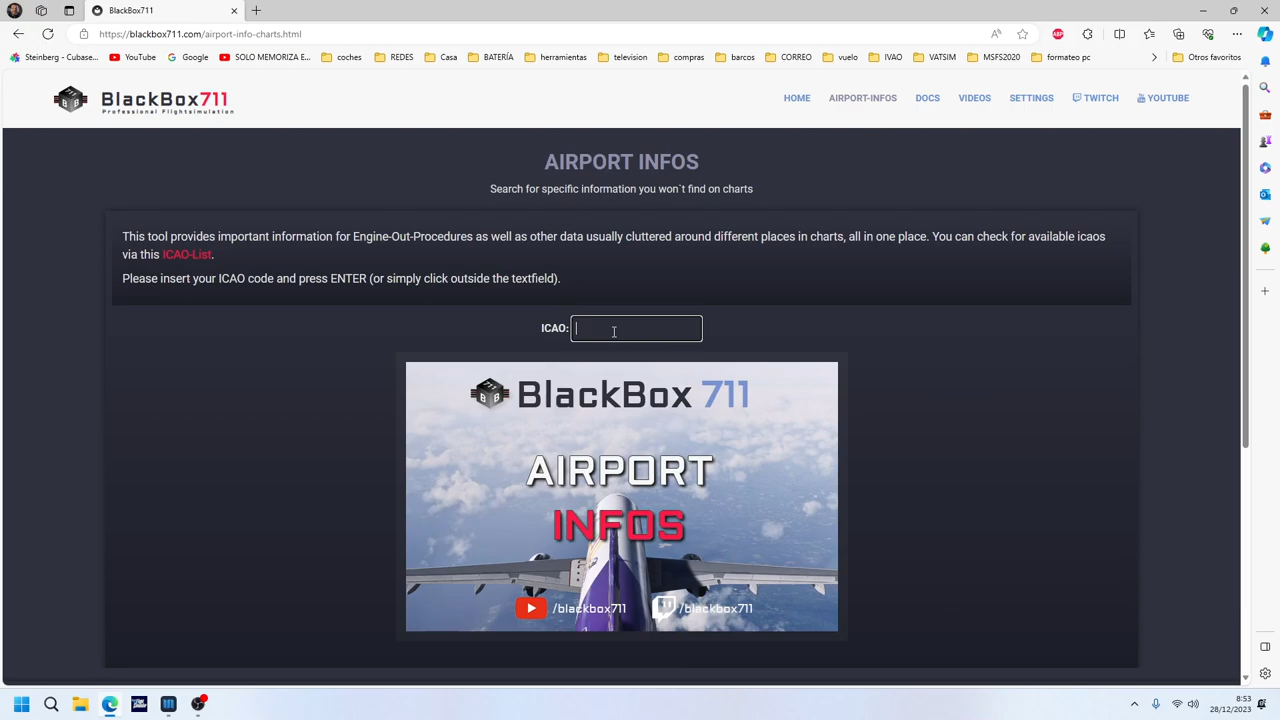 BlackBox711
https://blackbox711.com/airport-info-charts.html
Steinberg - Cubase...
YouTube
Google
SOLO MEMORIZA E...
coches
REDES
Casa
BATERÍA
herramientas
television
compras
barcos
CORREO
vuelo
IVAO
VATSIM
MSFS2020
formateo pc
Otros favoritos
BlackBox711
Professional Flightsimulation
HOME
AIRPORT-INFOS
DOCS
VIDEOS
SETTINGS
TWITCH
YOUTUBE
AIRPORT INFOS
Search for specific information you won`t find on charts
This tool provides important information for Engine-Out-Procedures as well as other data usually cluttered around different places in charts, all in one place. You can check for available icaos
via this ICAO-List.
Please insert your ICAO code and press ENTER (or simply click outside the textfield).
ICAO:
BlackBox 711
AIRPORT
INFOS
/blackbox711
/blackbox711
8:53
28/12/2023